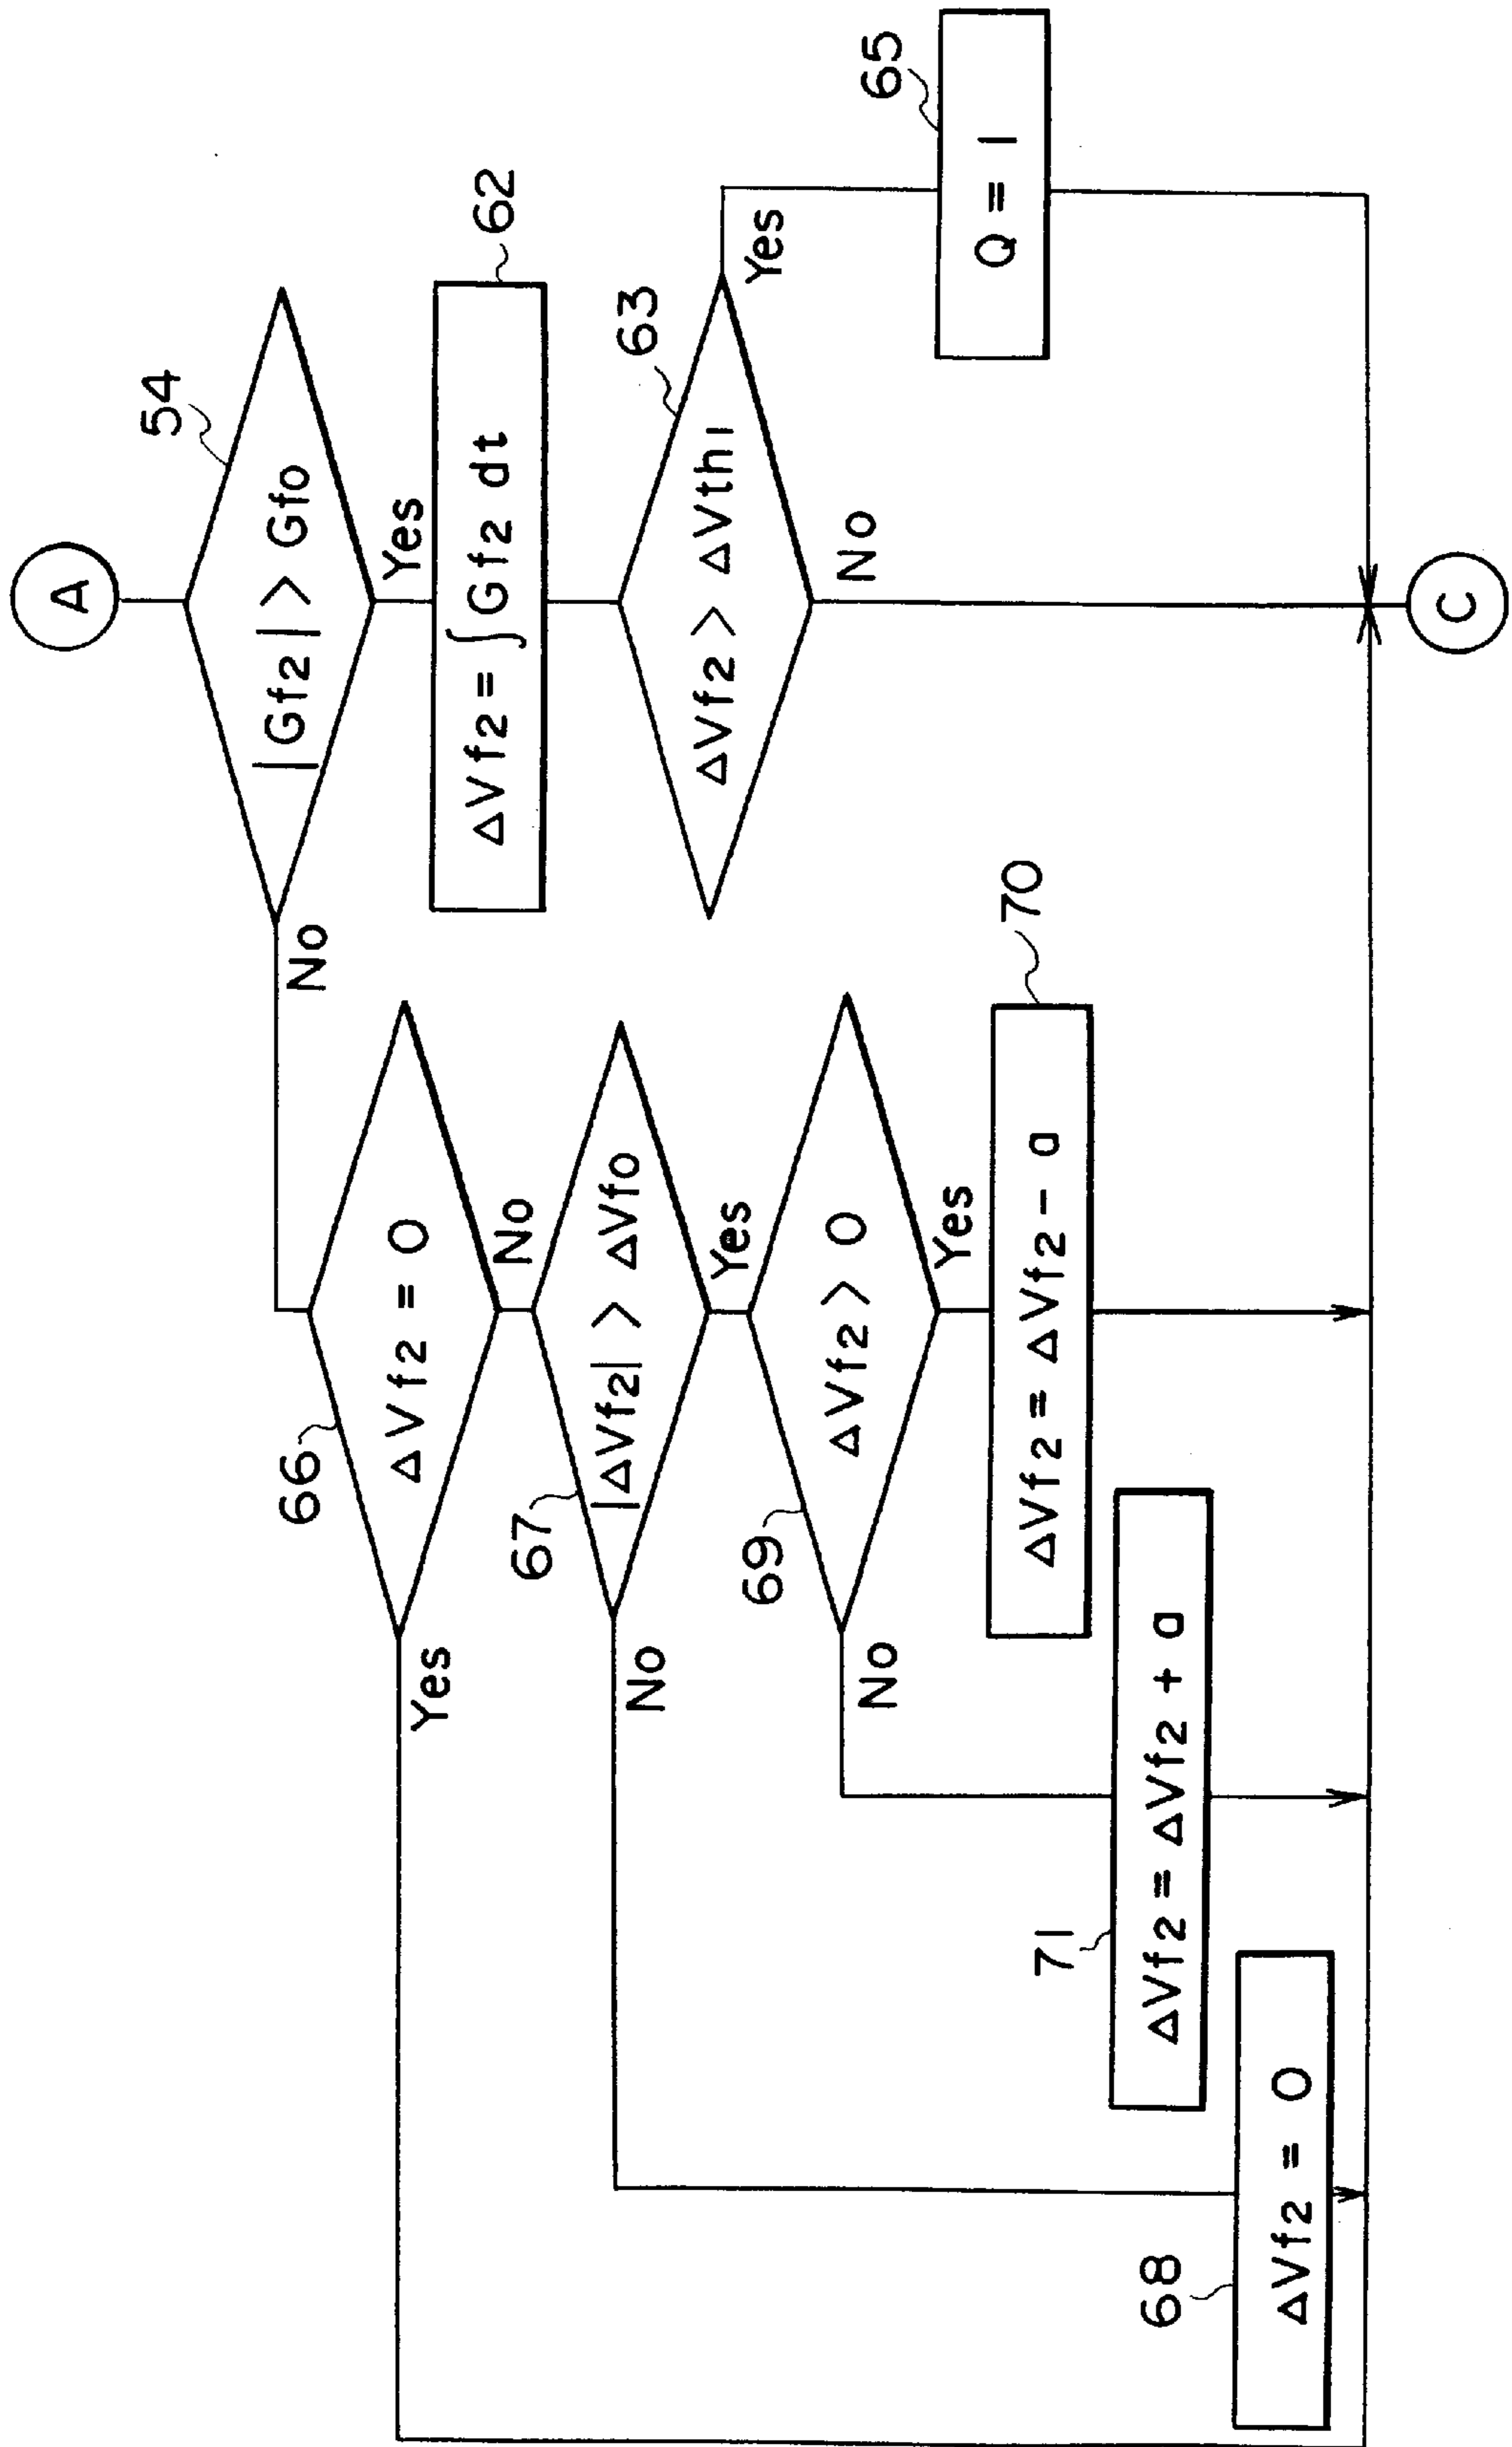 A
54
|Gf2| > Gf0
No
Yes
62
ΔVf2 = ∫Gf2 dt
63
ΔVf2 > ΔVth1
Yes
No
65
Q = 1
66
ΔVf2 = 0
Yes
No
67
|ΔVf2| > ΔVf0
No
Yes
69
ΔVf2 > 0
No
Yes
70
ΔVf2 = ΔVf2 - a
71
ΔVf2 = ΔVf2 + a
68
ΔVf2 = 0
C